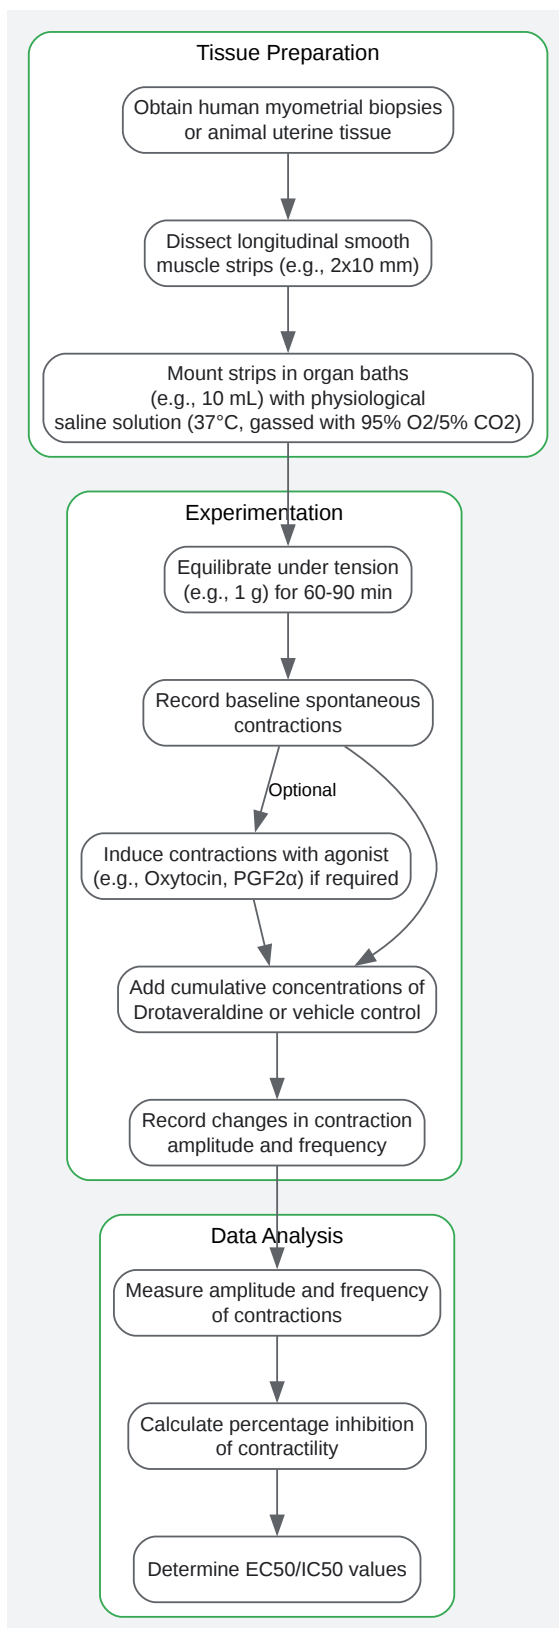 Tissue Preparation
Obtain human myometrial biopsies
or animal uterine tissue
Dissect longitudinal smooth
muscle strips (e.g., 2x10 mm)
Mount strips in organ baths
(e.g., 10 mL) with physiological
saline solution (37°C, gassed with 95% O2/5% CO2)
Experimentation
Equilibrate under tension
(e.g., 1 g) for 60-90 min
Record baseline spontaneous
contractions
Optional
Induce contractions with agonist
(e.g., Oxytocin, PGF2α) if required
Add cumulative concentrations of
Drotaveraldine or vehicle control
Record changes in contraction
amplitude and frequency
Data Analysis
Measure amplitude and frequency
of contractions
Calculate percentage inhibition
of contractility
Determine EC50/IC50 values